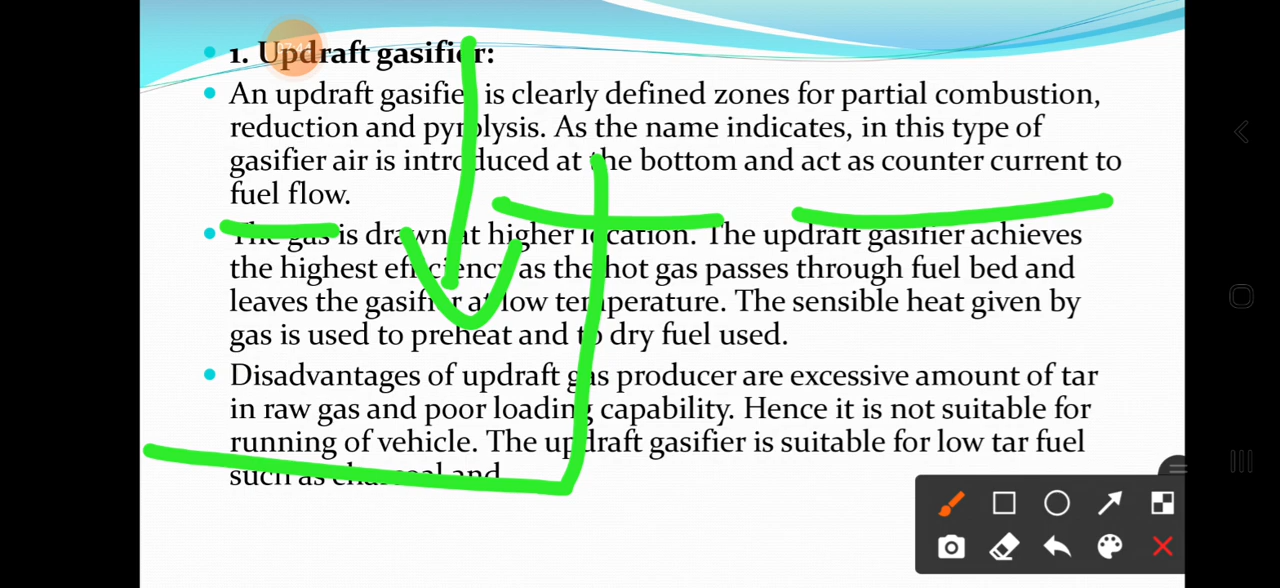 1. Updraft gasifier:
An updraft gasifier is clearly defined zones for partial combustion,
reduction and pyrolysis. As the name indicates, in this type of
gasifier air is introduced at the bottom and act as counter current to
fuel flow.
The gas is drawn at higher location. The updraft gasifier achieves
the highest efficiency as the hot gas passes through fuel bed and
leaves the gasifier at low temperature. The sensible heat given by
gas is used to preheat and to dry fuel used.
Disadvantages of updraft gas producer are excessive amount of tar
in raw gas and poor loading capability. Hence it is not suitable for
running of vehicle. The updraft gasifier is suitable for low tar fuel
such as charcoal and